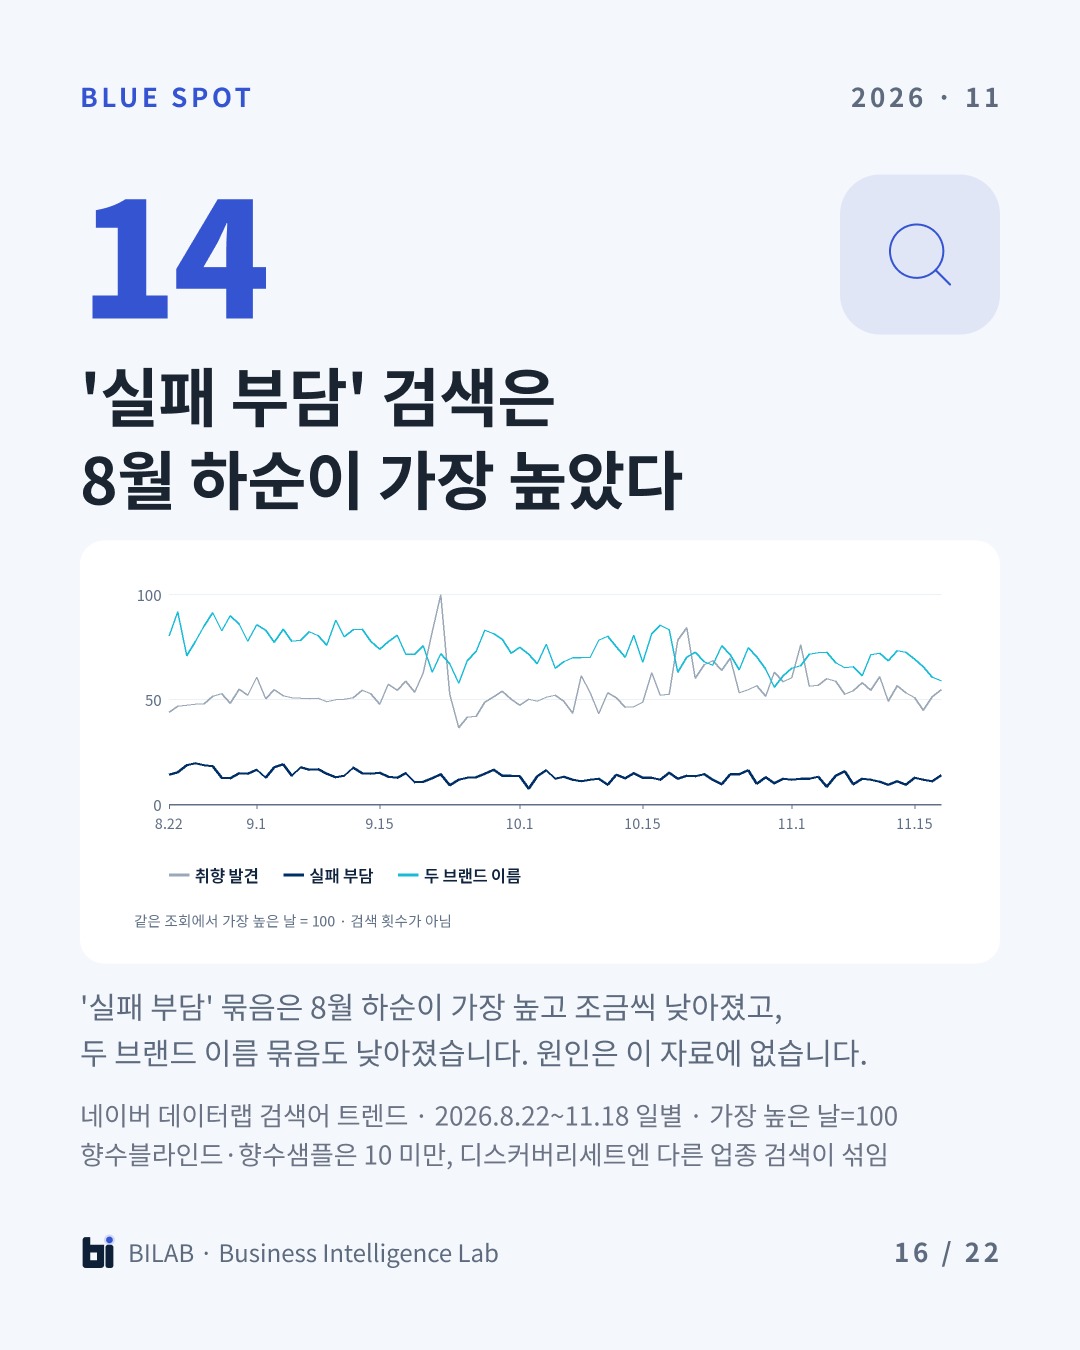 BLUE SPOT
2026 · 11
14
'실패 부담' 검색은
8월 하순이 가장 높았다
100
50
0
8.22 9.1 9.15 10.1 10.15 11.1 11.15
취향 발견 실패 부담 두 브랜드 이름
같은 조회에서 가장 높은 날 = 100 · 검색 횟수가 아님
'실패 부담' 묶음은 8월 하순이 가장 높고 조금씩 낮아졌고,
두 브랜드 이름 묶음도 낮아졌습니다. 원인은 이 자료에 없습니다.
네이버 데이터랩 검색어 트렌드 · 2026.8.22~11.18 일별 · 가장 높은 날=100
향수블라인드·향수샘플은 10 미만, 디스커버리세트엔 다른 업종 검색이 섞임
bi BILAB · Business Intelligence Lab
16 / 22